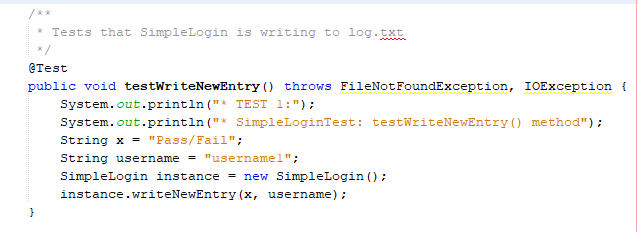 /**
 * Tests that SimpleLogin is writing to log.txt
 */
@Test
public void testWriteNewEntry() throws FileNotFoundException, IOException {
    System.out.println("* TEST 1:");
    System.out.println("* SimpleLoginTest: testWriteNewEntry() method");
    String x = "Pass/Fail";
    String username = "username1";
    SimpleLogin instance = new SimpleLogin();
    instance.writeNewEntry(x, username);
}